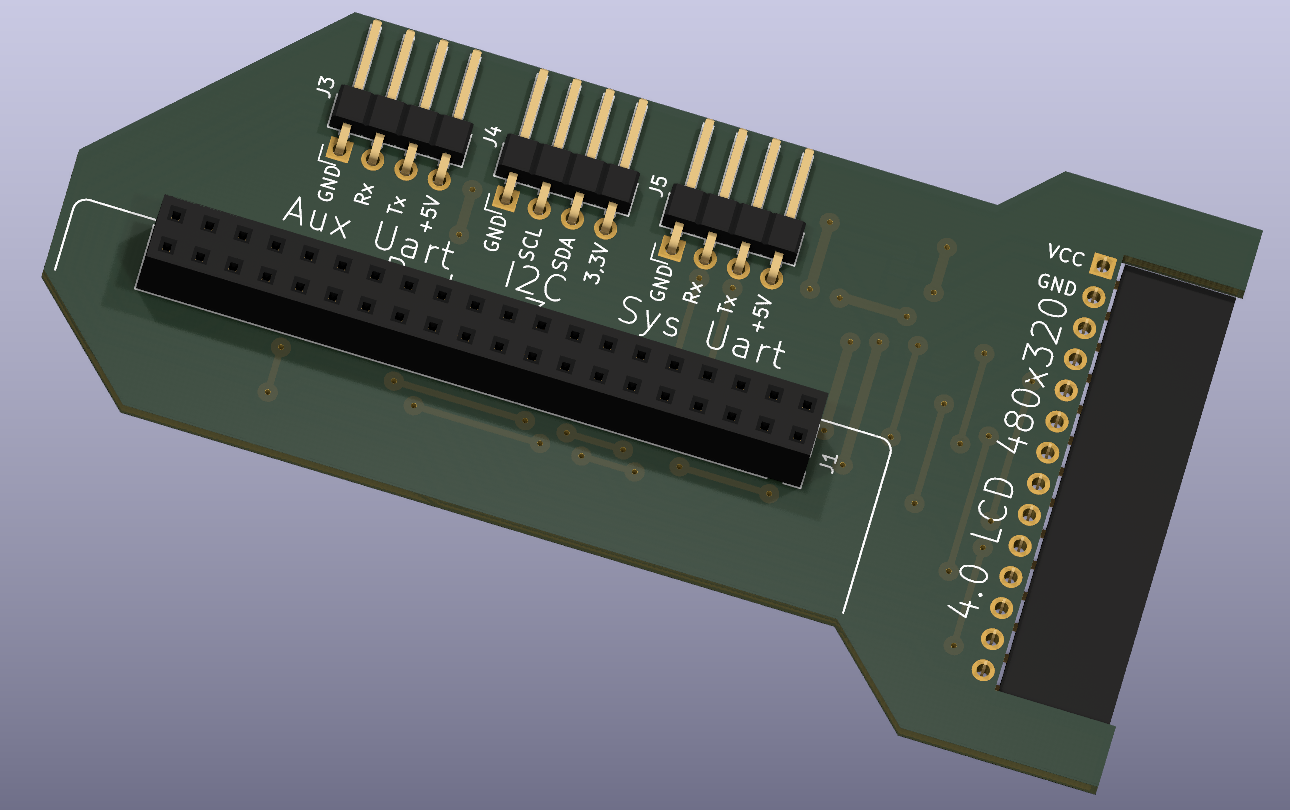 J3
GND
Rx
Tx
+5V
Aux Uart
J4
GND
SCL
SDA
3.3V
I2C
J5
GND
Rx
Tx
+5V
Sys Uart
VCC
GND
4.0 LCD 480x320
J1